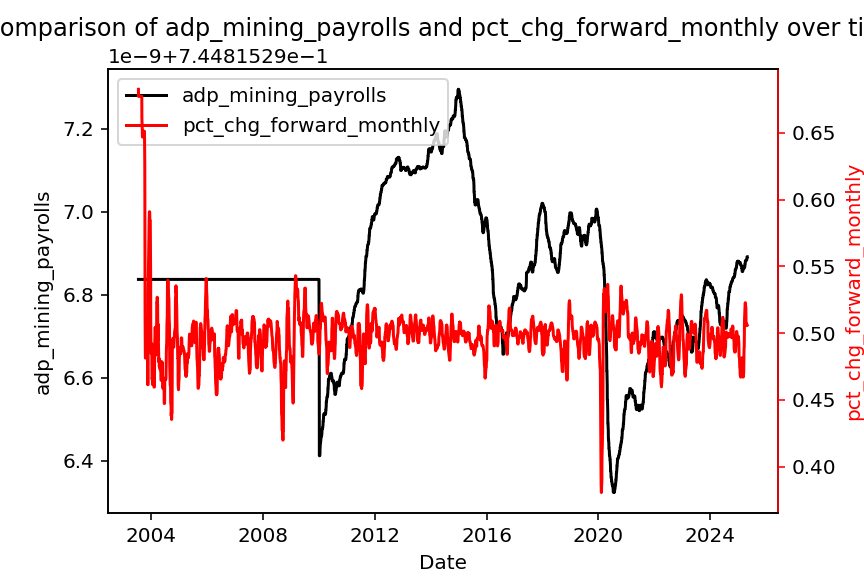 omparison of adp_mining_payrolls and pct_chg_forward_monthly over ti
1e−9+7.4481529e−1
adp_mining_payrolls
pct_chg_forward_monthly
7.2
7.0
6.8
6.6
6.4
adp_mining_payrolls
0.65
0.60
0.55
0.50
0.45
0.40
pct_chg_forward_monthly
2004 2008 2012 2016 2020 2024
Date